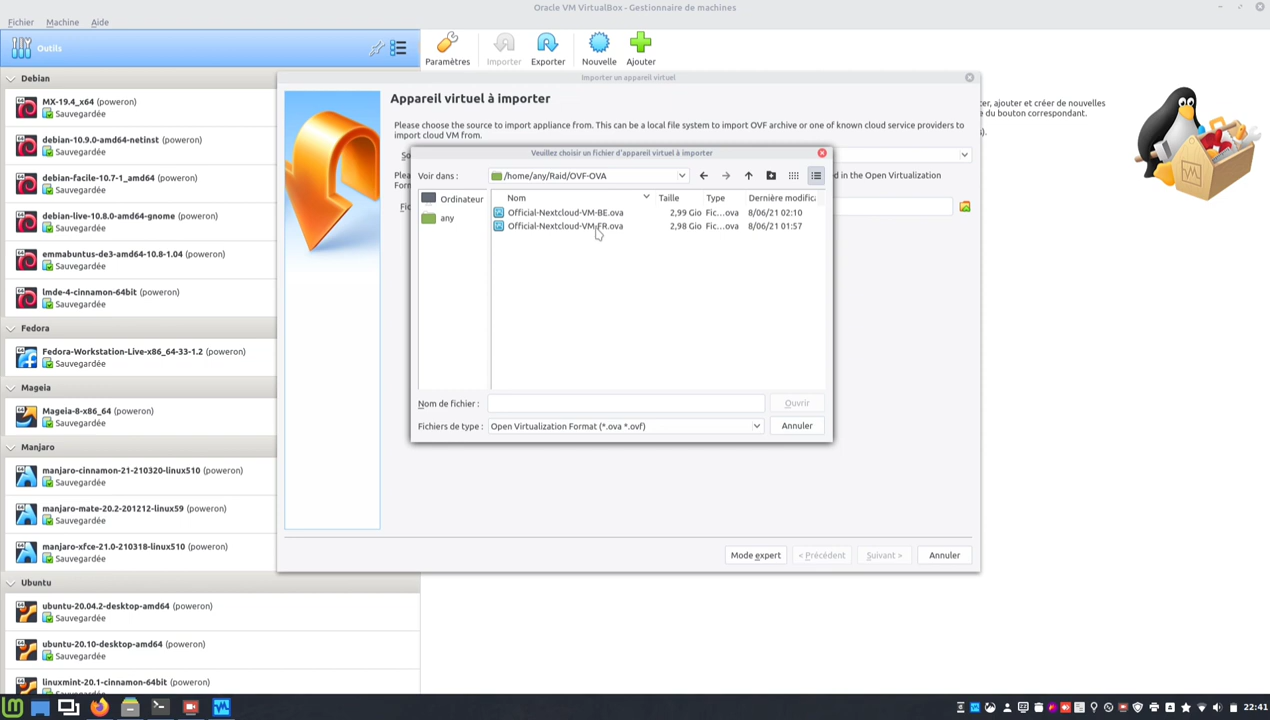 Oracle VM VirtualBox - Gestionnaire de machines
Fichier Machine Aide
Outils
Paramètres Importer Exporter Nouvelle Ajouter
Debian
MX-19.4_x64 (poweron)
Sauvegardée
debian-10.9.0-amd64-netinst (poweron)
Sauvegardée
debian-facile-10.7-1_amd64 (poweron)
Sauvegardée
debian-live-10.8.0-amd64-gnome (poweron)
Sauvegardée
emmabuntus-de3-amd64-10.8-1.04 (poweron)
Sauvegardée
lmde-4-cinnamon-64bit (poweron)
Sauvegardée
Fedora
Fedora-Workstation-Live-x86_64-33-1.2 (poweron)
Sauvegardée
Mageia
Mageia-8-x86_64 (poweron)
Sauvegardée
Manjaro
manjaro-cinnamon-21-210320-linux510 (poweron)
Sauvegardée
manjaro-mate-20.2-201212-linux59 (poweron)
Sauvegardée
manjaro-xfce-21.0-210318-linux510 (poweron)
Sauvegardée
Ubuntu
ubuntu-20.04.2-desktop-amd64 (poweron)
Sauvegardée
ubuntu-20.10-desktop-amd64 (poweron)
Sauvegardée
linuxmint-20.1-cinnamon-64bit (poweron)
Importer un appareil virtuel
Appareil virtuel à importer
Please choose the source to import appliance from. This can be a local file system to import OVF archive or one of known cloud service providers to
import cloud VM from.
cer, ajouter et créer de nouvelles
e du bouton correspondant.
d in the Open Virtualization
Veuillez choisir un fichier d'appareil virtuel à importer
Voir dans : /home/any/Raid/OVF-OVA
Ordinateur
any
Nom Taille Type Dernière modific
Official-Nextcloud-VM-BE.ova 2,99 Gio Fic...ova 8/06/21 02:10
Official-Nextcloud-VM-FR.ova 2,98 Gio Fic...ova 8/06/21 01:57
Nom de fichier : Ouvrir
Fichiers de type : Open Virtualization Format (*.ova *.ovf) Annuler
Mode expert < Précédent Suivant > Annuler
22:41